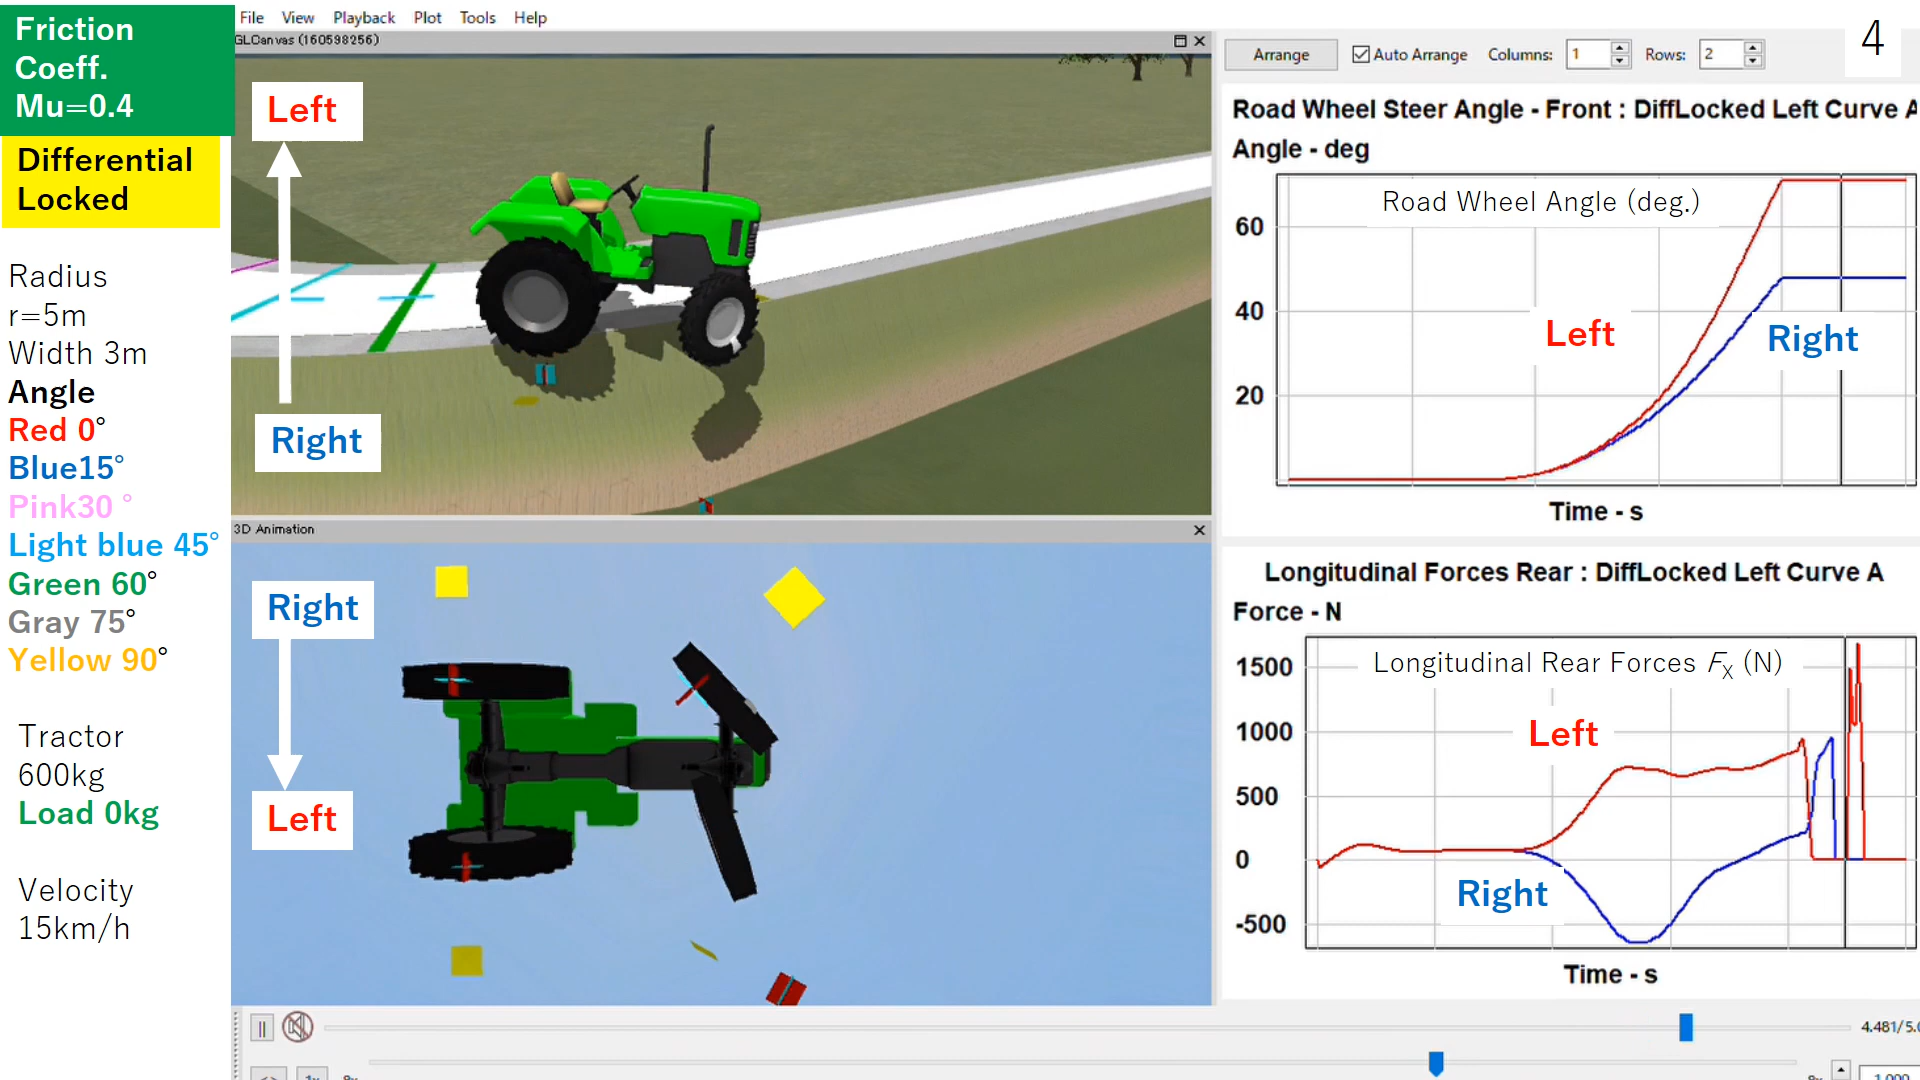 Friction
Coeff.
Mu=0.4
Differential
Locked
Radius
r=5m
Width 3m
Angle
Red 0°
Blue15°
Pink30 °
Light blue 45°
Green 60°
Gray 75°
Yellow 90°
Tractor
600kg
Load 0kg
Velocity
15km/h
File View Playback Plot Tools Help
GLCanvas (160598256)
Left
Right
3D Animation
Right
Left
Arrange Auto Arrange Columns: 1 Rows: 2
4
Road Wheel Steer Angle - Front : DiffLocked Left Curve A
Angle - deg
Road Wheel Angle (deg.)
60
40
20
Left
Right
Time - s
Longitudinal Forces Rear : DiffLocked Left Curve A
Force - N
Longitudinal Rear Forces Fx (N)
1500
1000
500
0
-500
Left
Right
Time - s
4.481/5.0